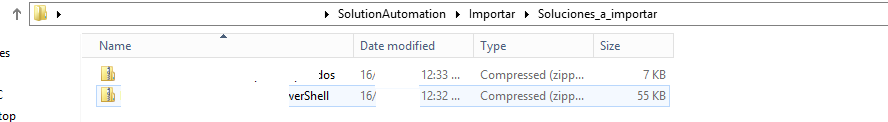 SolutionAutomation Importar Soluciones_a_importar
Name Date modified Type Size
es
dos 16/ 12:33 ... Compressed (zipp... 7 KB
verShell 16/ 12:32 ... Compressed (zipp... 55 KB
C
top